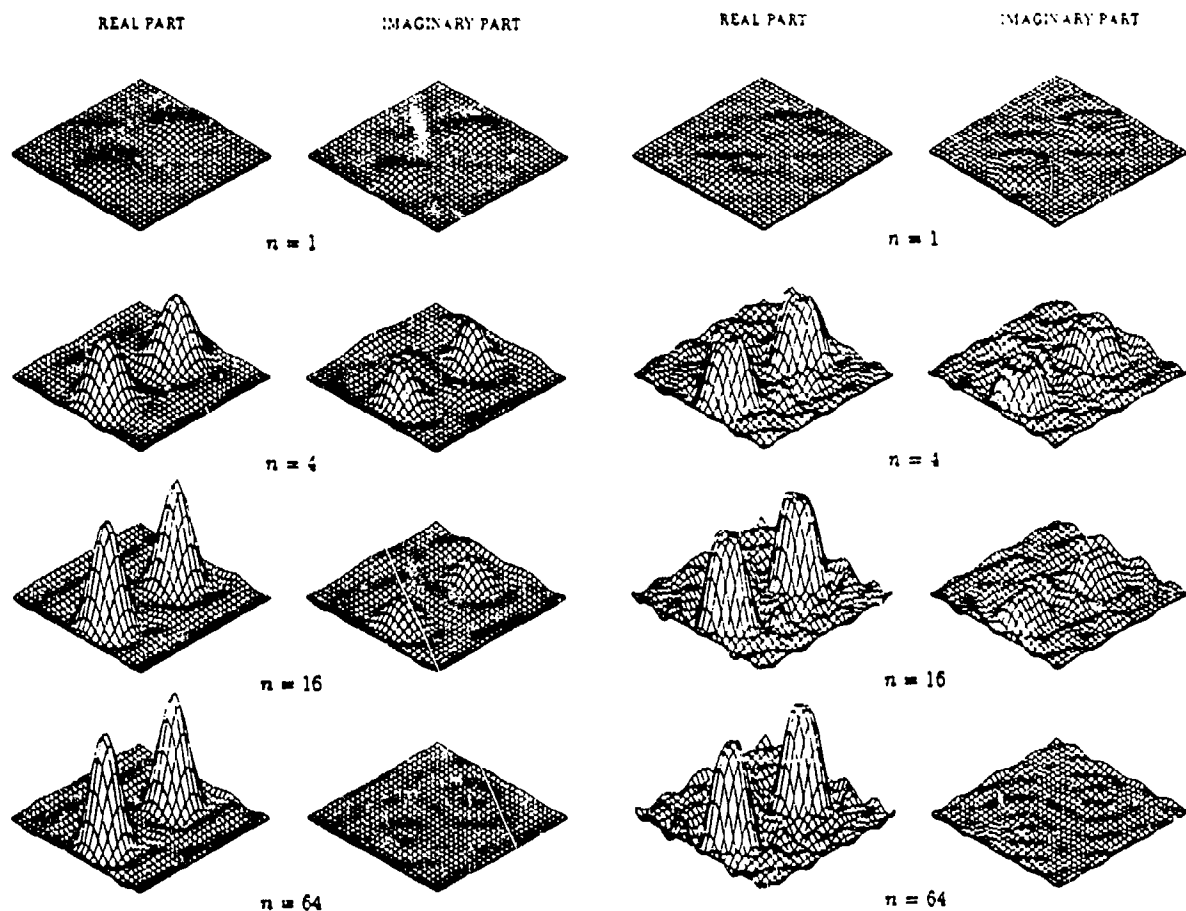 REAL PART IMAGINARY PART REAL PART IMAGINARY PART
n = 1 n = 1
n = 4 n = 4
n = 16 n = 16
n = 64 n = 64